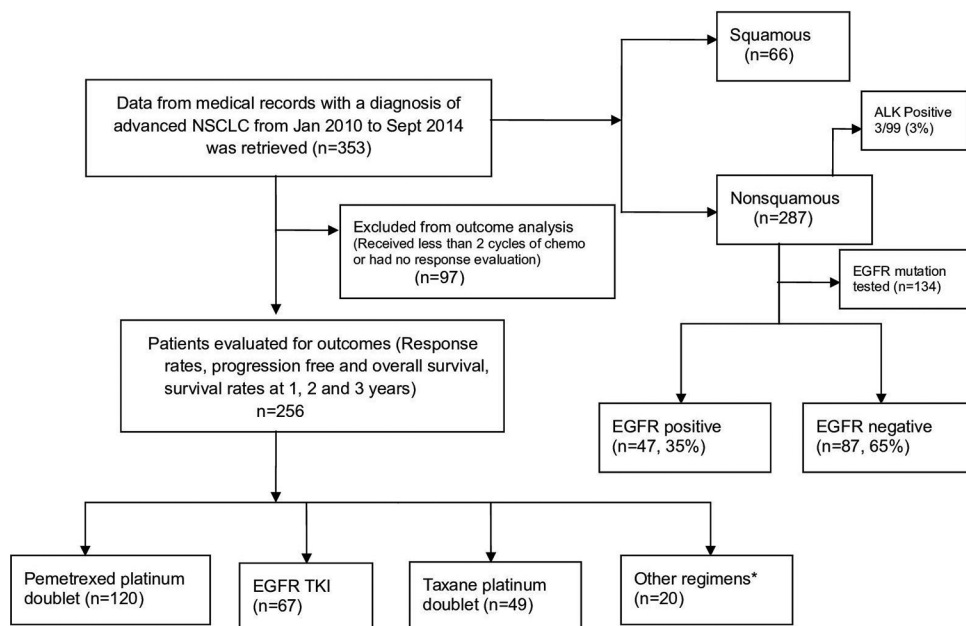 Squamous
(n=66)
Data from medical records with a diagnosis of
advanced NSCLC from Jan 2010 to Sept 2014
was retrieved (n=353)
ALK Positive
3/99 (3%)
Nonsquamous
(n=287)
Excluded from outcome analysis
(Received less than 2 cycles of chemo
or had no response evaluation)
(n=97)
EGFR mutation
tested (n=134)
Patients evaluated for outcomes (Response
rates, progression free and overall survival,
survival rates at 1, 2 and 3 years)
n=256
EGFR positive
(n=47, 35%)
EGFR negative
(n=87, 65%)
Pemetrexed platinum
doublet (n=120)
EGFR TKI
(n=67)
Taxane platinum
doublet (n=49)
Other regimens*
(n=20)